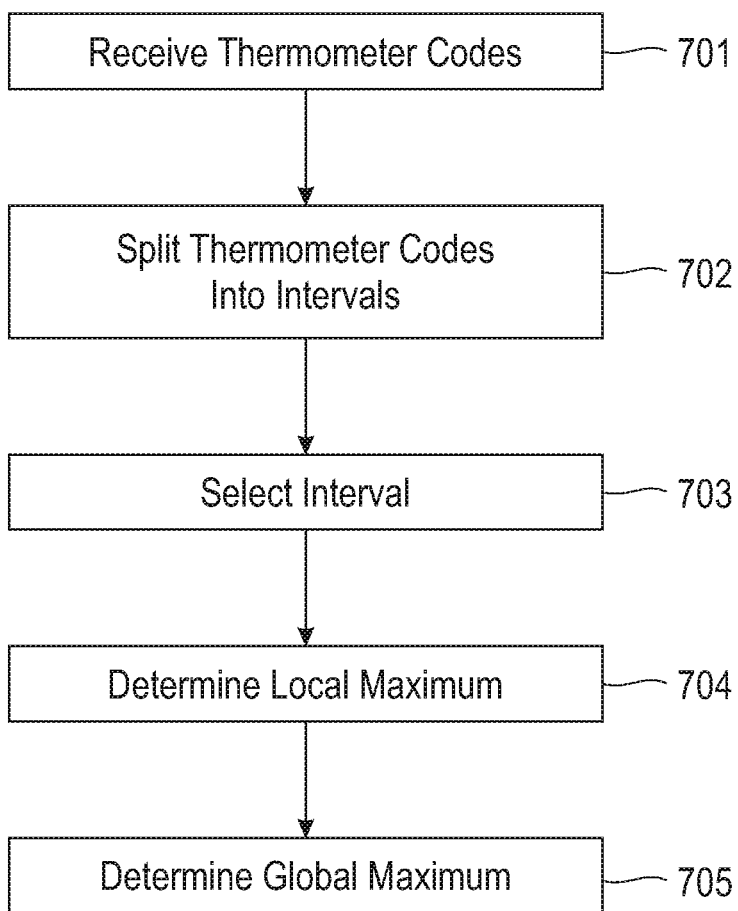 Receive Thermometer Codes 701
Split Thermometer Codes
Into Intervals 702
Select Interval 703
Determine Local Maximum 704
Determine Global Maximum 705